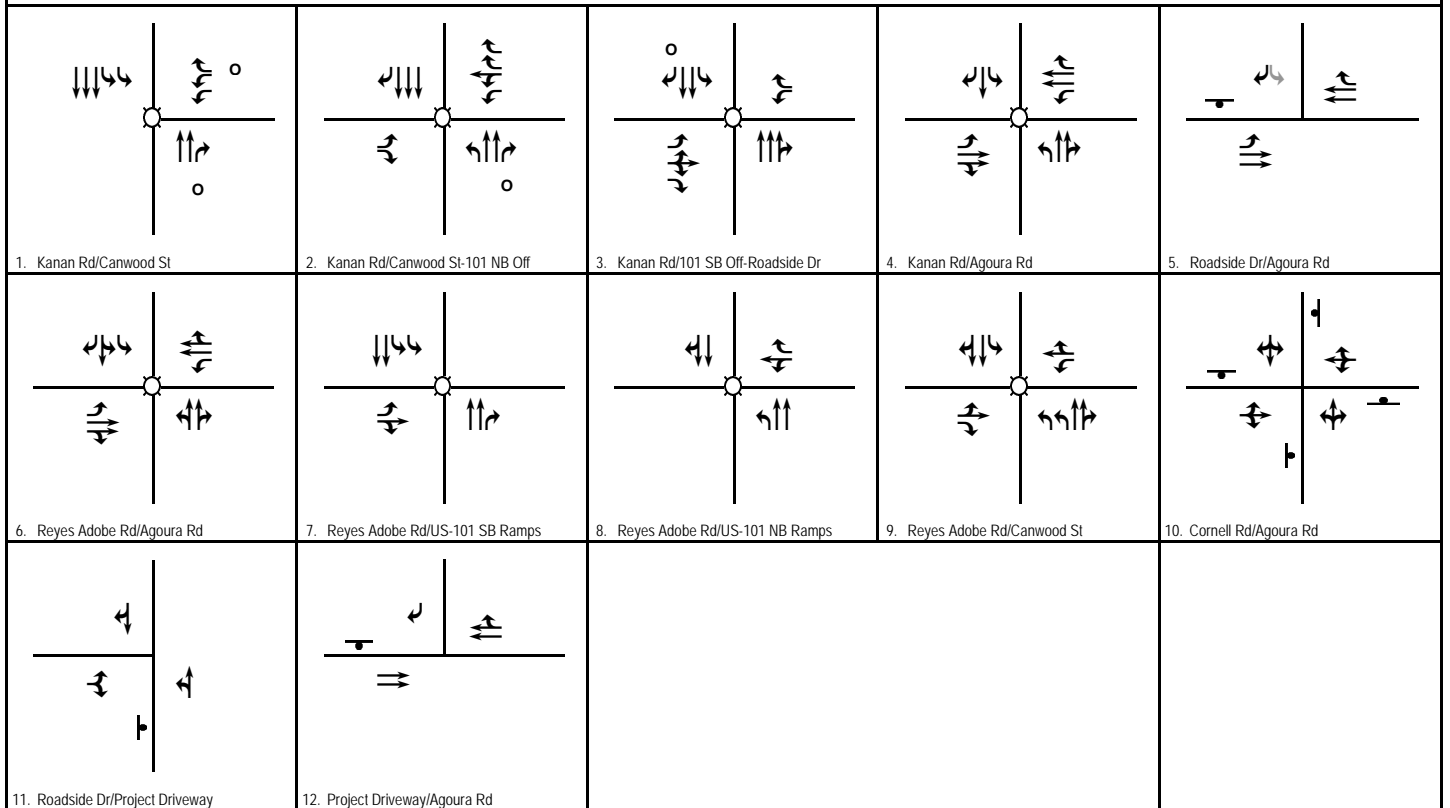 o
o
o
o
1. Kanan Rd/Canwood St
2. Kanan Rd/Canwood St-101 NB Off
3. Kanan Rd/101 SB Off-Roadside Dr
4. Kanan Rd/Agoura Rd
5. Roadside Dr/Agoura Rd
6. Reyes Adobe Rd/Agoura Rd
7. Reyes Adobe Rd/US-101 SB Ramps
8. Reyes Adobe Rd/US-101 NB Ramps
9. Reyes Adobe Rd/Canwood St
10. Cornell Rd/Agoura Rd
11. Roadside Dr/Project Driveway
12. Project Driveway/Agoura Rd